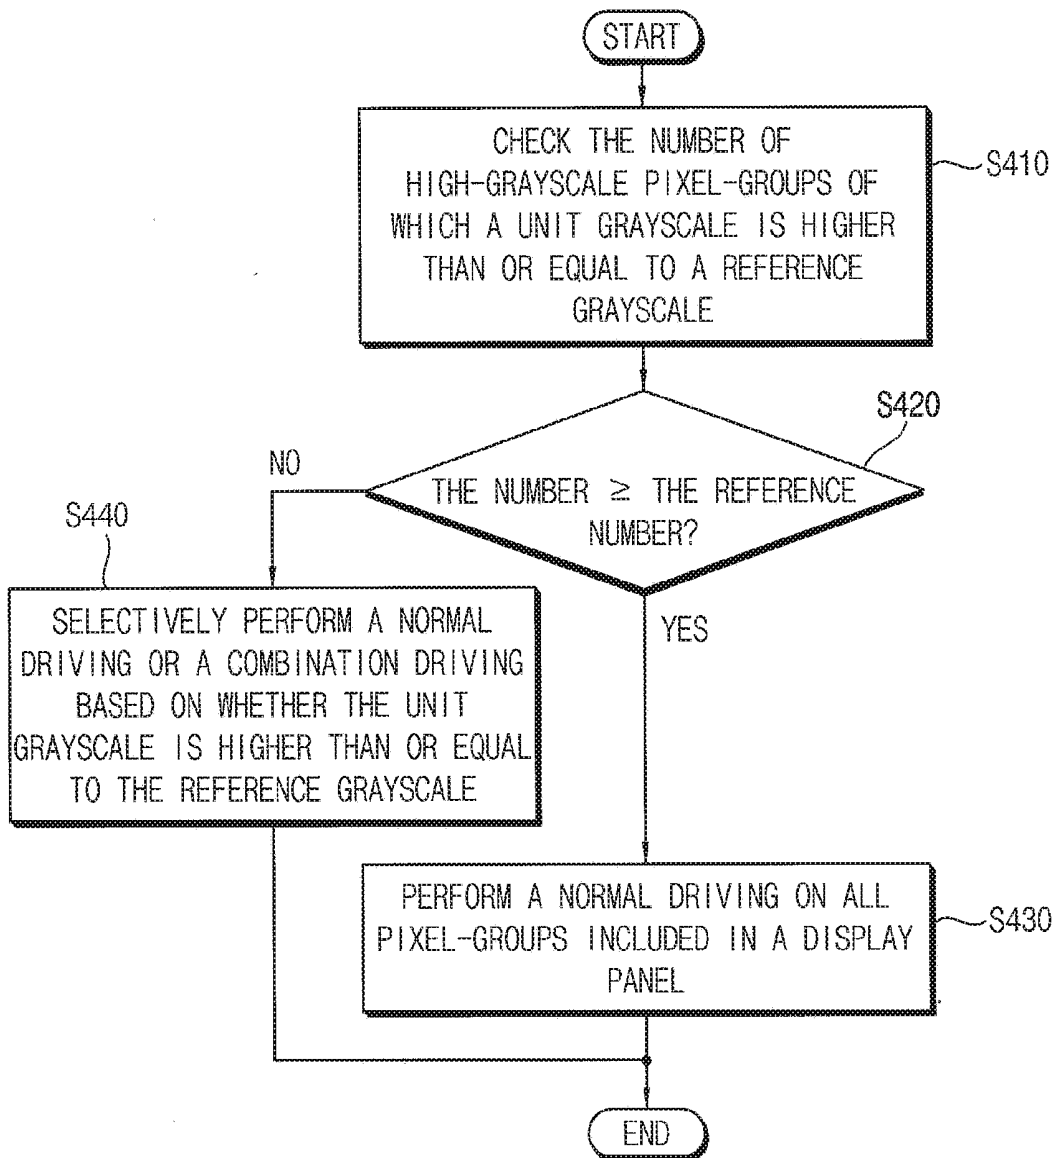 START
CHECK THE NUMBER OF
HIGH-GRAYSCALE PIXEL-GROUPS OF
WHICH A UNIT GRAYSCALE IS HIGHER
THAN OR EQUAL TO A REFERENCE
GRAYSCALE
S410
S420
THE NUMBER ≥ THE REFERENCE
NUMBER?
NO
YES
S440
SELECTIVELY PERFORM A NORMAL
DRIVING OR A COMBINATION DRIVING
BASED ON WHETHER THE UNIT
GRAYSCALE IS HIGHER THAN OR EQUAL
TO THE REFERENCE GRAYSCALE
PERFORM A NORMAL DRIVING ON ALL
PIXEL-GROUPS INCLUDED IN A DISPLAY
PANEL
S430
END